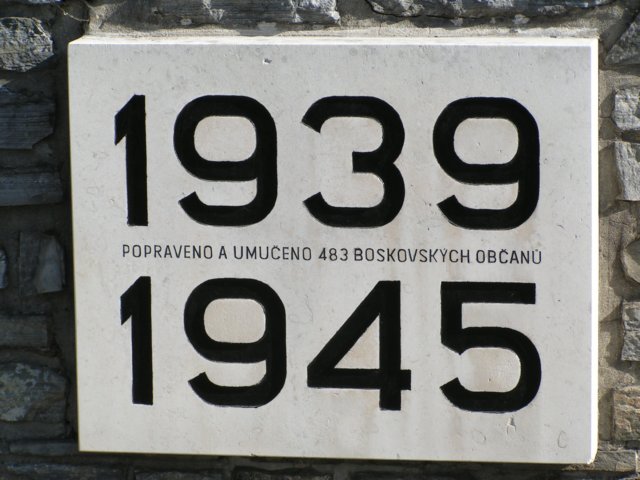 1939
POPRAVENO A UMUČENO 483 BOSKOVSKÝCH OBČANŮ
1945